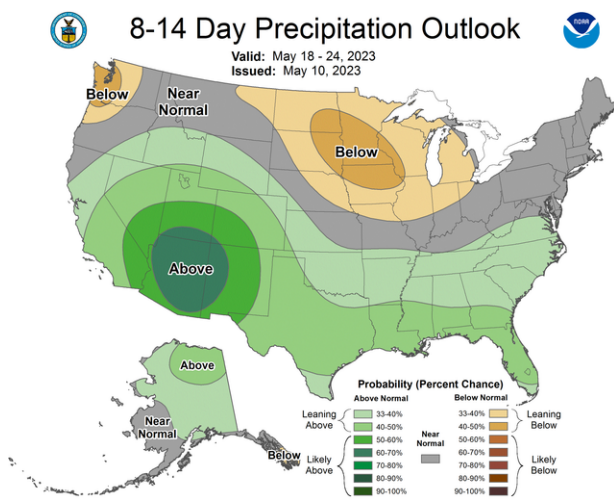 8-14 Day Precipitation Outlook
NOAA
Valid: May 18 - 24, 2023
Issued: May 10, 2023
Below
Near
Normal
Below
Above
Above
Near
Normal
Below
Probability (Percent Chance)
Above Normal
Below Normal
Leaning
Above
33-40%
40-50%
Likely
Above
50-60%
60-70%
70-80%
80-90%
90-100%
Near
Normal
33-40%
40-50%
Leaning
Below
50-60%
60-70%
70-80%
80-90%
90-100%
Likely
Below